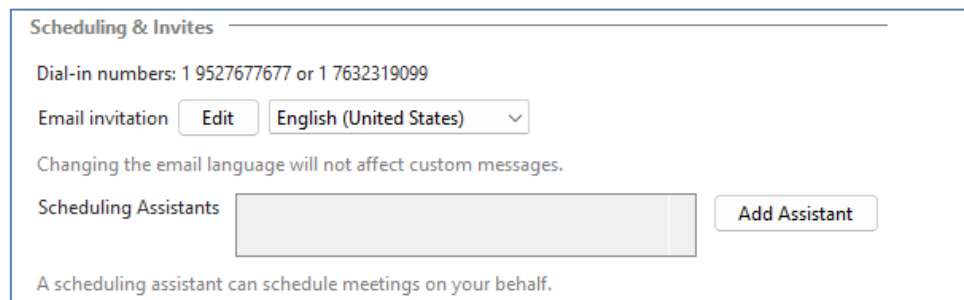 Scheduling & Invites
Dial-in numbers: 1 9527677677 or 1 7632319099
Email invitation Edit English (United States)
Changing the email language will not affect custom messages.
Scheduling Assistants Add Assistant
A scheduling assistant can schedule meetings on your behalf.